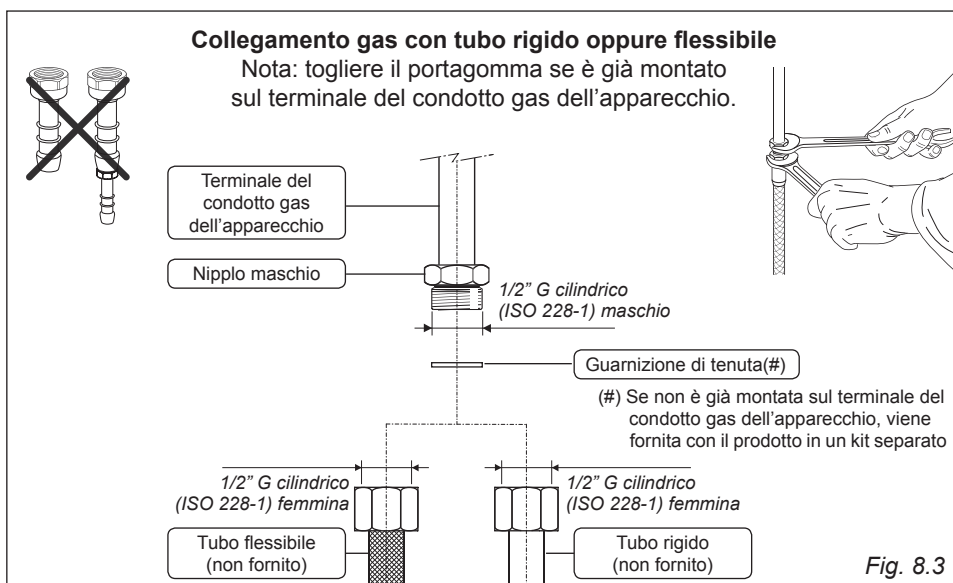 Collegamento gas con tubo rigido oppure flessibile
Nota: togliere il portagomma se è già montato
sul terminale del condotto gas dell'apparecchio.
Terminale del
condotto gas
dell'apparecchio
Nipplo maschio
1/2” G cilindrico
(ISO 228-1) maschio
Guarnizione di tenuta(#)
(#) Se non è già montata sul terminale del
condotto gas dell'apparecchio, viene
fornita con il prodotto in un kit separato
1/2” G cilindrico
(ISO 228-1) femmina
1/2” G cilindrico
(ISO 228-1) femmina
Tubo flessibile
(non fornito)
Tubo rigido
(non fornito)
Fig. 8.3